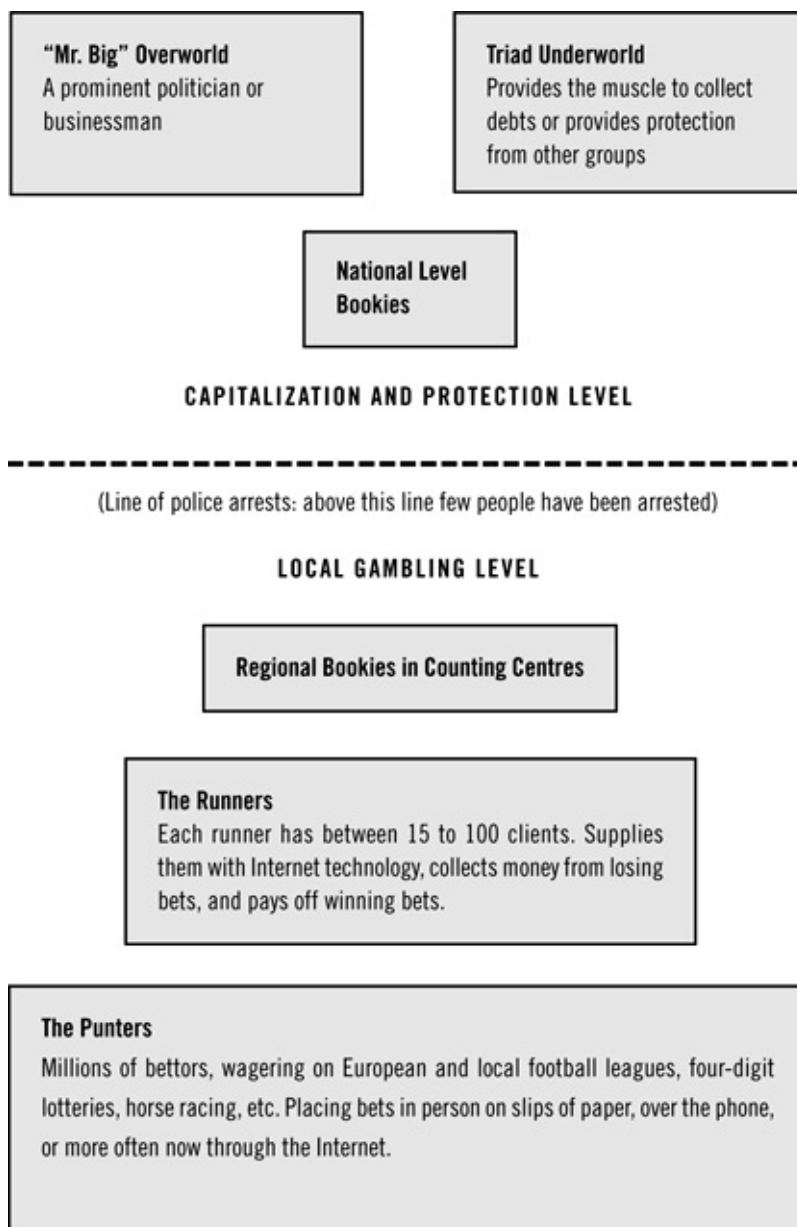 “Mr. Big” Overworld
A prominent politician or
businessman
Triad Underworld
Provides the muscle to collect
debts or provides protection
from other groups
National Level
Bookies
CAPITALIZATION AND PROTECTION LEVEL
(Line of police arrests: above this line few people have been arrested)
LOCAL GAMBLING LEVEL
Regional Bookies in Counting Centres
The Runners
Each runner has between 15 to 100 clients. Supplies
them with Internet technology, collects money from losing
bets, and pays off winning bets.
The Punters
Millions of bettors, wagering on European and local football leagues, four-digit
lotteries, horse racing, etc. Placing bets in person on slips of paper, over the phone,
or more often now through the Internet.